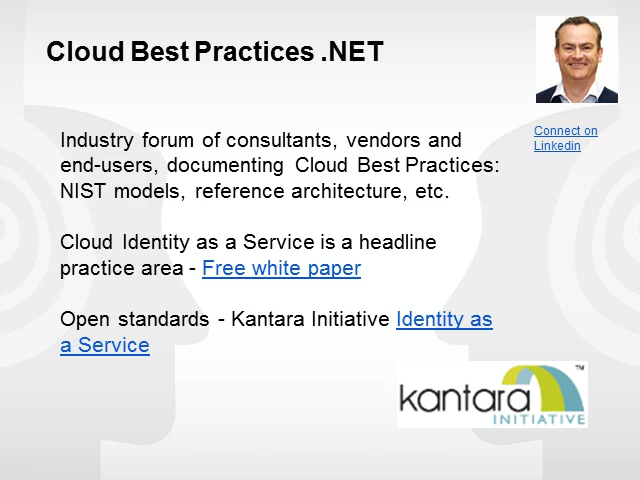 Cloud Best Practices .NET
Connect on
Linkedin
Industry forum of consultants, vendors and
end-users, documenting Cloud Best Practices:
NIST models, reference architecture, etc.
Cloud Identity as a Service is a headline
practice area - Free white paper
Open standards - Kantara Initiative Identity as
a Service
kantara
INITIATIVE
™